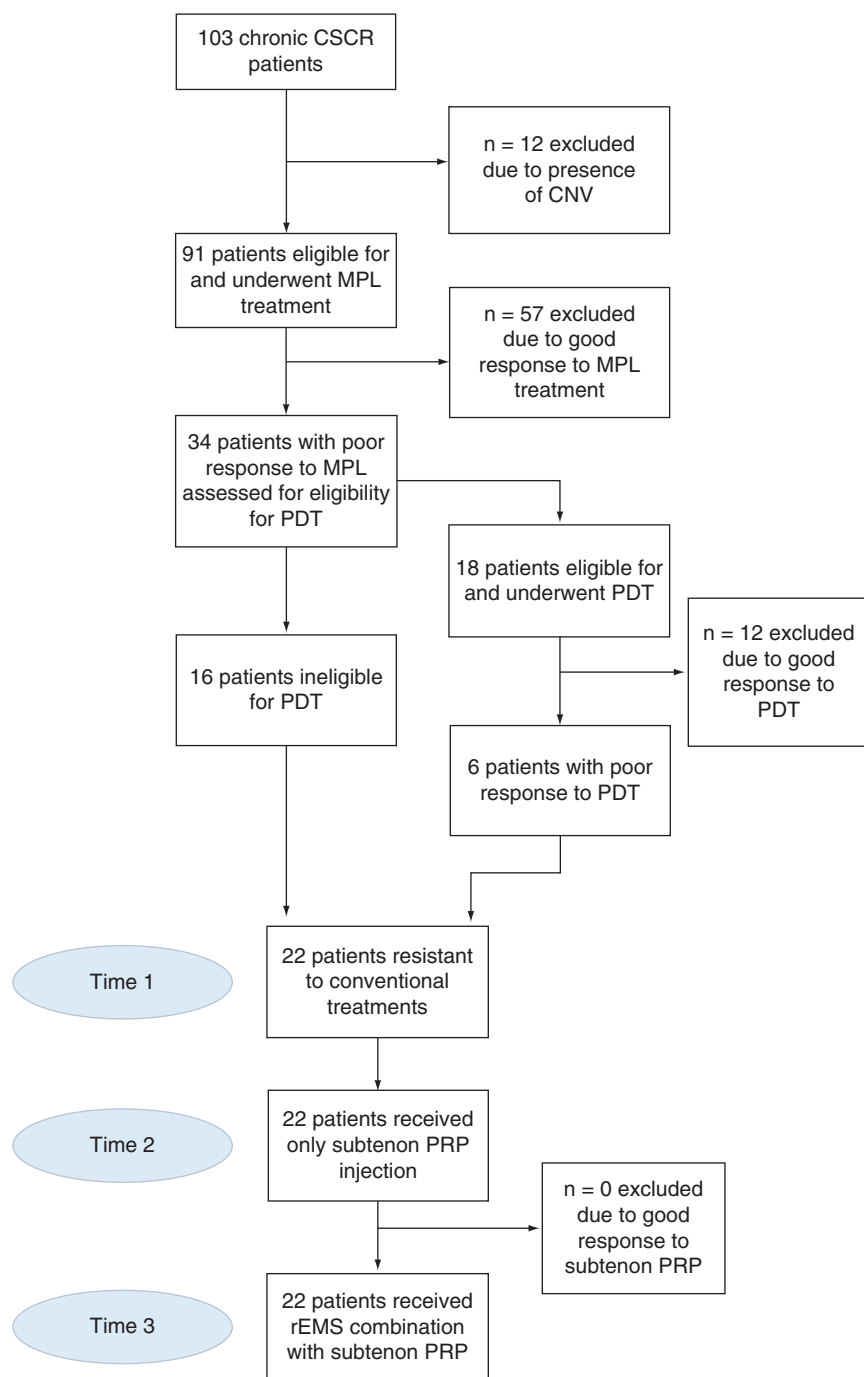 103 chronic CSCR
patients
n = 12 excluded
due to presence
of CNV
91 patients eligible for
and underwent MPL
treatment
n = 57 excluded
due to good
response to MPL
treatment
34 patients with poor
response to MPL
assessed for eligibility
for PDT
18 patients eligible for
and underwent PDT
n = 12 excluded
due to good
response to
PDT
16 patients ineligible
for PDT
6 patients with poor
response to PDT
Time 1
22 patients resistant
to conventional
treatments
Time 2
22 patients received
only subtenon PRP
injection
n = 0 excluded
due to good
response to
subtenon PRP
Time 3
22 patients received
rEMS combination
with subtenon PRP